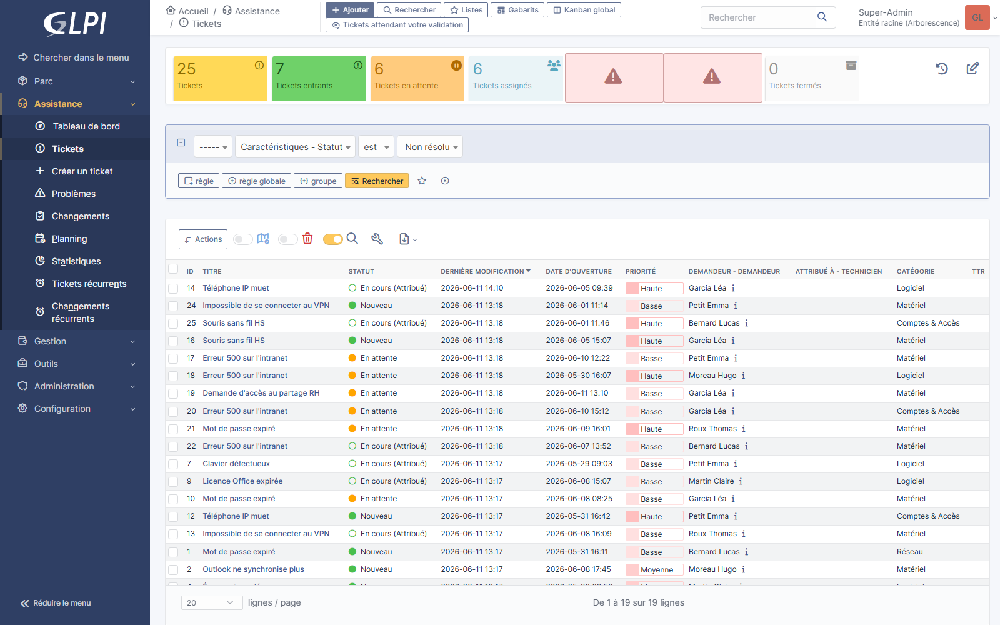 GLPI
Chercher dans le menu
Parc
Assistance
Tableau de bord
Tickets
Créer un ticket
Problèmes
Changements
Planning
Statistiques
Tickets récurrents
Changements
récurrents
Gestion
Outils
Administration
Configuration
Réduire le menu
Accueil / Assistance
/ Tickets
Ajouter Rechercher Listes Gabarits Kanban global
Tickets attendant votre validation
Rechercher
Super-Admin
Entité racine (Arborescence)
GL
25
Tickets
7
Tickets entrants
6
Tickets en attente
6
Tickets assignés
0
Tickets fermés
----- Caractéristiques - Statut est Non résolu
règle règle globale groupe Rechercher
Actions
ID TITRE STATUT DERNIÈRE MODIFICATION DATE D'OUVERTURE PRIORITÉ DEMANDEUR - DEMANDEUR ATTRIBUÉ À - TECHNICIEN CATÉGORIE TTR
14 Téléphone IP muet En cours (Attribué) 2026-06-11 14:10 2026-06-05 09:39 Haute Garcia Léa i Logiciel
24 Impossible de se connecter au VPN Nouveau 2026-06-11 13:18 2026-06-01 11:14 Basse Petit Emma i Matériel
25 Souris sans fil HS En cours (Attribué) 2026-06-11 13:18 2026-06-01 11:46 Haute Bernard Lucas i Comptes & Accès
16 Souris sans fil HS Nouveau 2026-06-11 13:18 2026-06-05 15:07 Haute Garcia Léa i Matériel
17 Erreur 500 sur l'intranet En attente 2026-06-11 13:18 2026-06-10 12:22 Basse Petit Emma i Matériel
18 Erreur 500 sur l'intranet En attente 2026-06-11 13:18 2026-05-30 16:07 Haute Moreau Hugo i Logiciel
19 Demande d'accès au partage RH En attente 2026-06-11 13:18 2026-06-11 13:10 Basse Garcia Léa i Matériel
20 Erreur 500 sur l'intranet En attente 2026-06-11 13:18 2026-06-10 15:12 Basse Garcia Léa i Comptes & Accès
21 Mot de passe expiré En attente 2026-06-11 13:18 2026-06-09 16:01 Haute Roux Thomas i Matériel
22 Erreur 500 sur l'intranet En cours (Attribué) 2026-06-11 13:18 2026-06-07 13:52 Basse Bernard Lucas i Matériel
7 Clavier défectueux En cours (Attribué) 2026-06-11 13:17 2026-05-29 09:03 Basse Petit Emma i Logiciel
9 Licence Office expirée En cours (Attribué) 2026-06-11 13:17 2026-06-08 15:07 Basse Martin Claire i Logiciel
10 Mot de passe expiré En attente 2026-06-11 13:17 2026-06-08 08:25 Basse Garcia Léa i Matériel
12 Téléphone IP muet Nouveau 2026-06-11 13:17 2026-05-31 16:42 Haute Petit Emma i Comptes & Accès
13 Impossible de se connecter au VPN En cours (Attribué) 2026-06-11 13:17 2026-06-08 16:09 Basse Roux Thomas i Matériel
1 Mot de passe expiré Nouveau 2026-06-11 13:17 2026-05-31 16:11 Basse Bernard Lucas i Réseau
2 Outlook ne synchronise plus Nouveau 2026-06-11 13:17 2026-06-08 17:45 Moyenne Moreau Hugo i Matériel
20 lignes / page De 1 à 19 sur 19 lignes